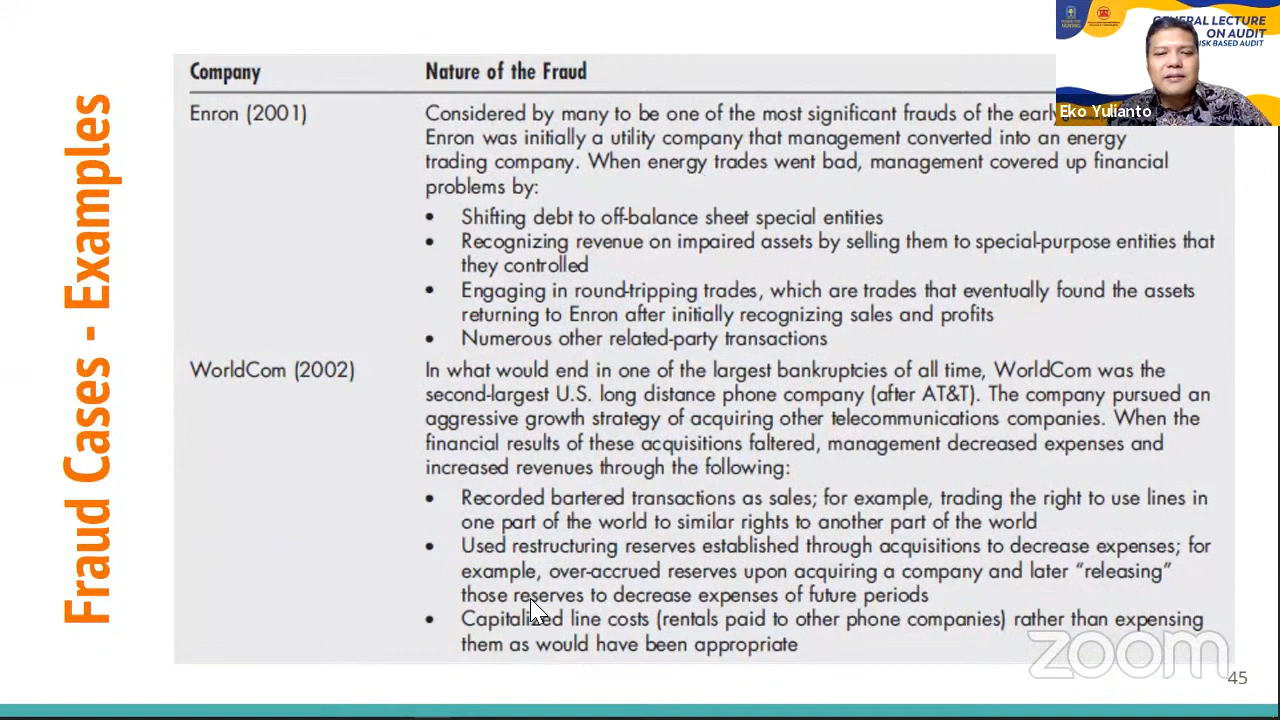 GENERAL LECTURE
ON AUDIT
RISK BASED AUDIT
Eko Yulianto
Fraud Cases - Examples
Company Nature of the Fraud
Enron (2001) Considered by many to be one of the most significant frauds of the early
Enron was initially a utility company that management converted into an energy
trading company. When energy trades went bad, management covered up financial
problems by:
• Shifting debt to off-balance sheet special entities
• Recognizing revenue on impaired assets by selling them to special-purpose entities that
they controlled
• Engaging in round-tripping trades, which are trades that eventually found the assets
returning to Enron after initially recognizing sales and profits
• Numerous other related-party transactions
WorldCom (2002) In what would end in one of the largest bankruptcies of all time, WorldCom was the
second-largest U.S. long distance phone company (after AT&T). The company pursued an
aggressive growth strategy of acquiring other telecommunications companies. When the
financial results of these acquisitions faltered, management decreased expenses and
increased revenues through the following:
• Recorded bartered transactions as sales; for example, trading the right to use lines in
one part of the world to similar rights to another part of the world
• Used restructuring reserves established through acquisitions to decrease expenses; for
example, over-accrued reserves upon acquiring a company and later “releasing”
those reserves to decrease expenses of future periods
• Capitalized line costs (rentals paid to other phone companies) rather than expensing
them as would have been appropriate
zoom
45